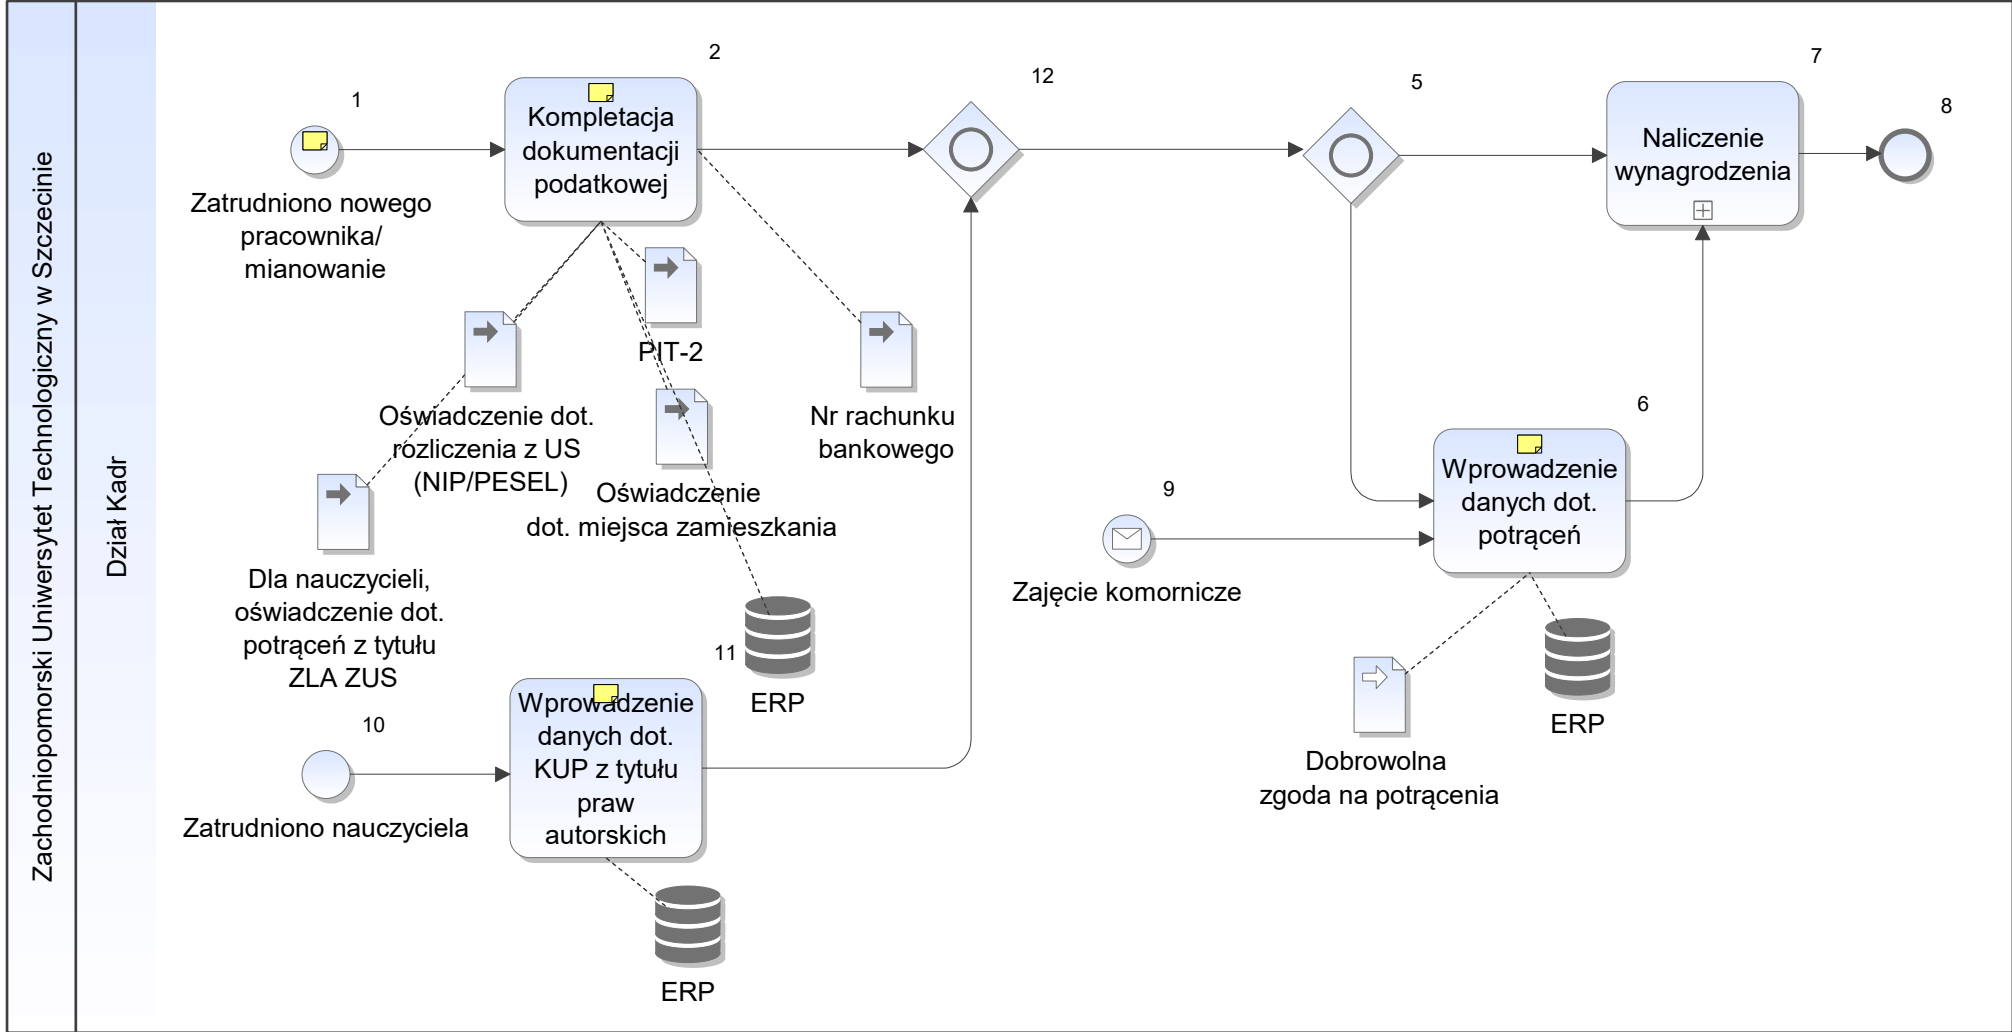 Zachodniopomorski Uniwersytet Technologiczny w Szczecinie
Dział Kadr
1
Zatrudniono nowego
pracownika/
mianowanie
2
Kompletacja
dokumentacji
podatkowej
12
5
7
Naliczenie
wynagrodzenia
8
PIT-2
Oświadczenie dot.
rozliczenia z US
(NIP/PESEL)
Oświadczenie
dot. miejsca zamieszkania
Nr rachunku
bankowego
Dla nauczycieli,
oświadczenie dot.
potrąceń z tytułu
ZLA ZUS
ERP
6
Wprowadzenie
danych dot.
potrąceń
9
Zajęcie komornicze
Dobrowolna
zgoda na potrącenia
ERP
10
Zatrudniono nauczyciela
11
Wprowadzenie
danych dot.
KUP z tytułu
praw
autorskich
ERP